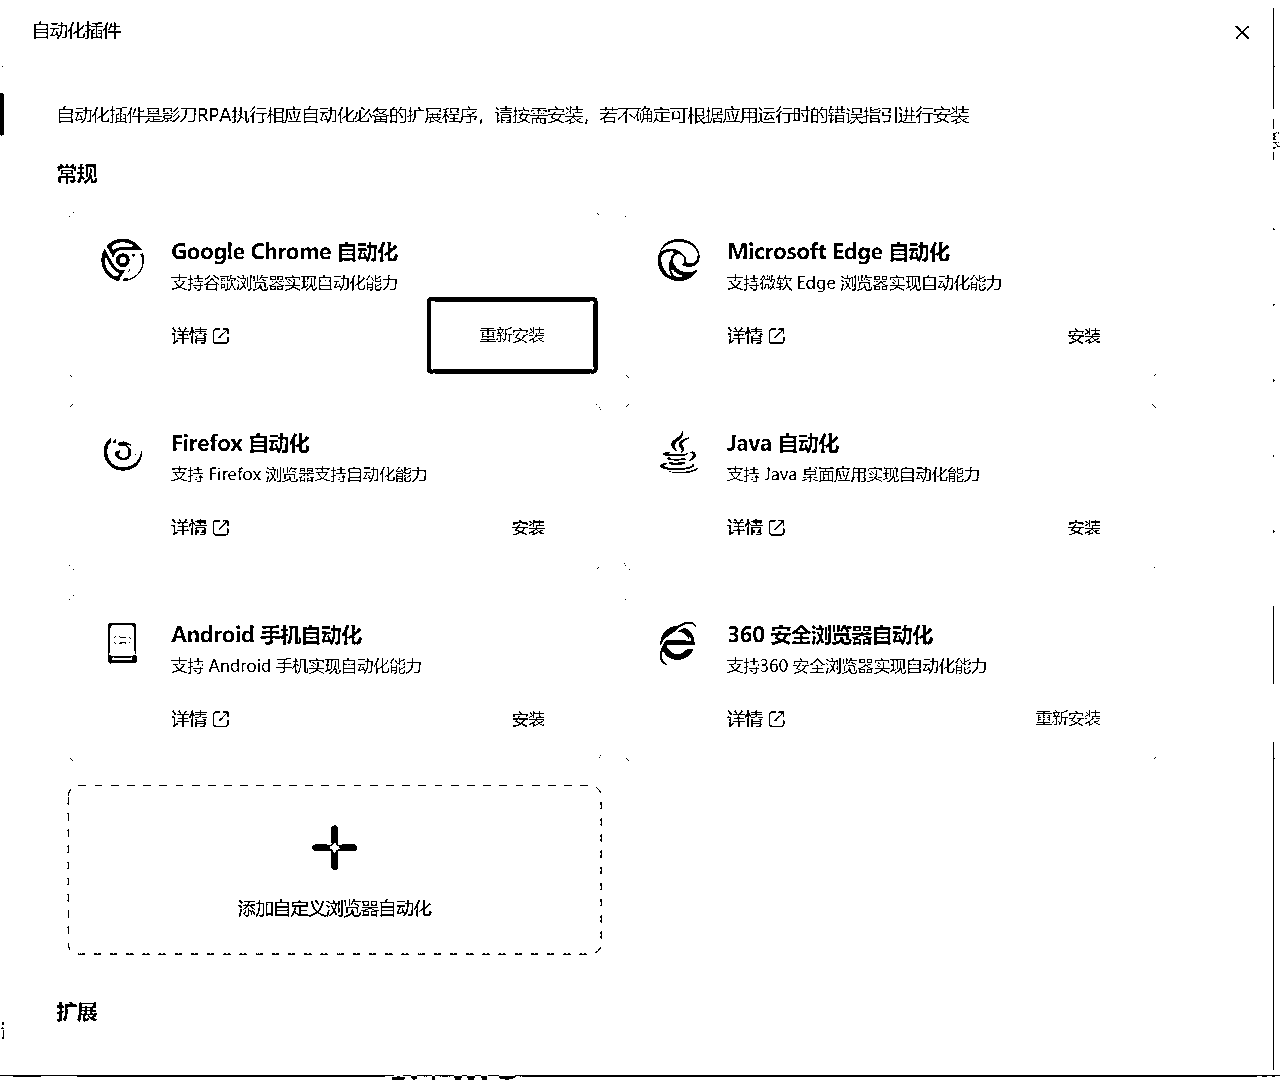 自动化插件
自动化插件是影刀RPA执行相应自动化必备的扩展程序，请按需安装，若不确定可根据应用运行时的错误指引进行安装
常规
Google Chrome 自动化
支持谷歌浏览器实现自动化能力
详情
重新安装
Microsoft Edge 自动化
支持微软 Edge 浏览器实现自动化能力
详情
安装
Firefox 自动化
支持 Firefox 浏览器支持自动化能力
详情
安装
Java 自动化
支持 Java 桌面应用实现自动化能力
详情
安装
Android 手机自动化
支持 Android 手机实现自动化能力
详情
安装
360 安全浏览器自动化
支持360 安全浏览器实现自动化能力
详情
重新安装
添加自定义浏览器自动化
扩展